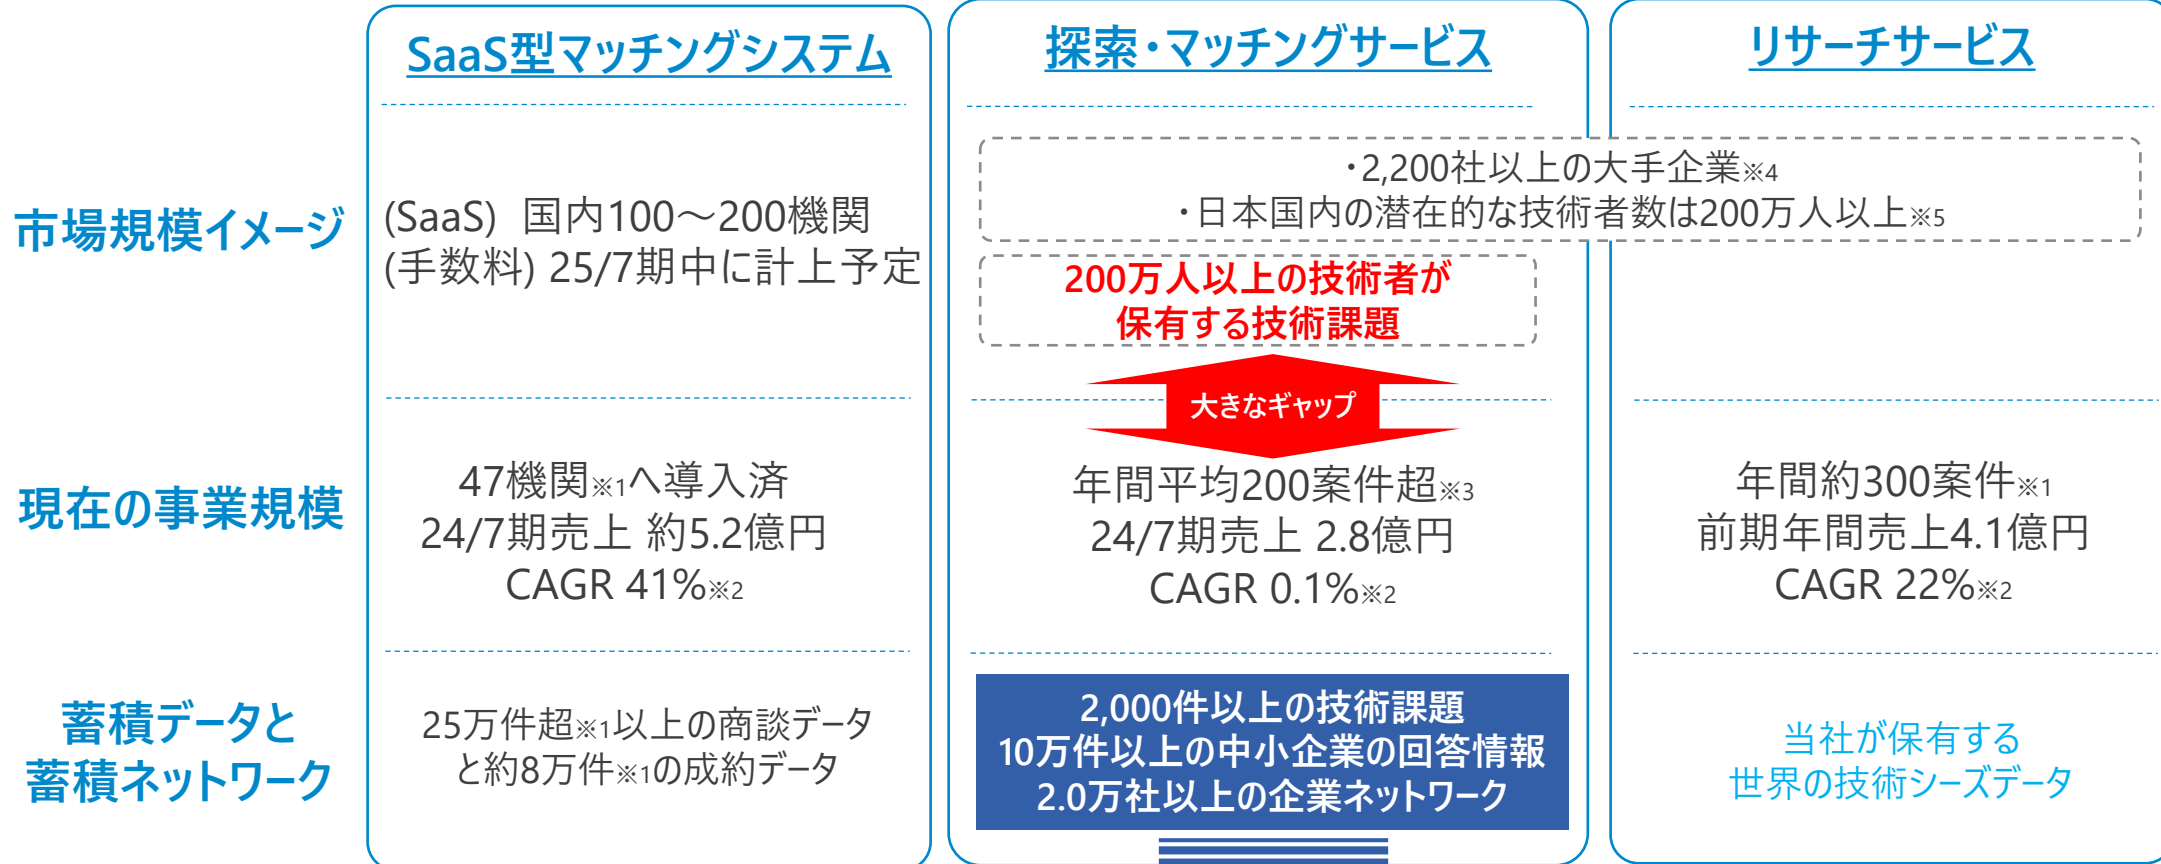 SaaS型マッチングシステム
探索・マッチングサービス
リサーチサービス
市場規模イメージ
(SaaS) 国内100～200機関
(手数料) 25/7期中に計上予定
・2,200社以上の大手企業※4
・日本国内の潜在的な技術者数は200万人以上※5
200万人以上の技術者が
保有する技術課題
大きなギャップ
現在の事業規模
47機関※1へ導入済
24/7期売上 約5.2億円
CAGR 41%※2
年間平均200案件超※3
24/7期売上 2.8億円
CAGR 0.1%※2
年間約300案件※1
前期年間売上4.1億円
CAGR 22%※2
蓄積データと
蓄積ネットワーク
25万件超※1以上の商談データ
と約8万件※1の成約データ
2,000件以上の技術課題
10万件以上の中小企業の回答情報
2.0万社以上の企業ネットワーク
当社が保有する
世界の技術シーズデータ